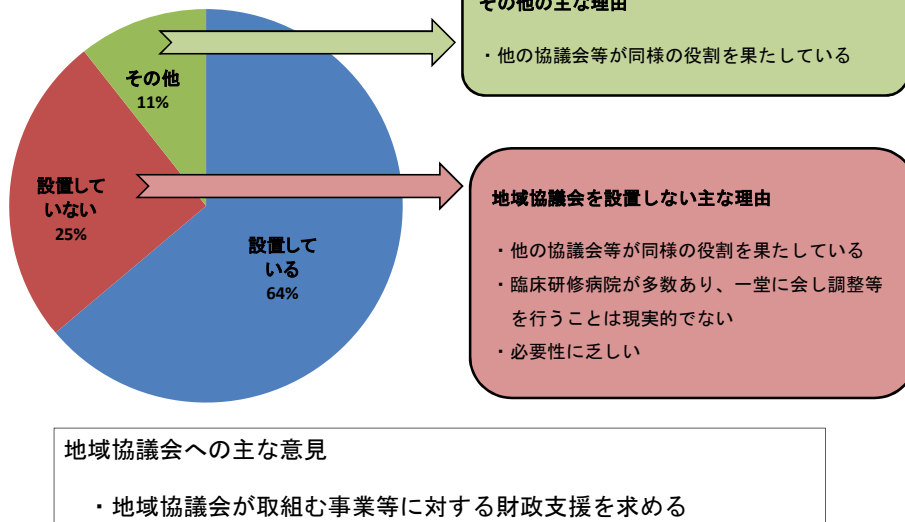 その他の主な理由
・他の協議会等が同様の役割を果たしている
その他
11%
設置して
いない
25%
設置して
いる
64%
地域協議会を設置しない主な理由
・他の協議会等が同様の役割を果たしている
・臨床研修病院が多数あり、一堂に会し調整等
を行うことは現実的でない
・必要性に乏しい
地域協議会への主な意見
・地域協議会が取組む事業等に対する財政支援を求める